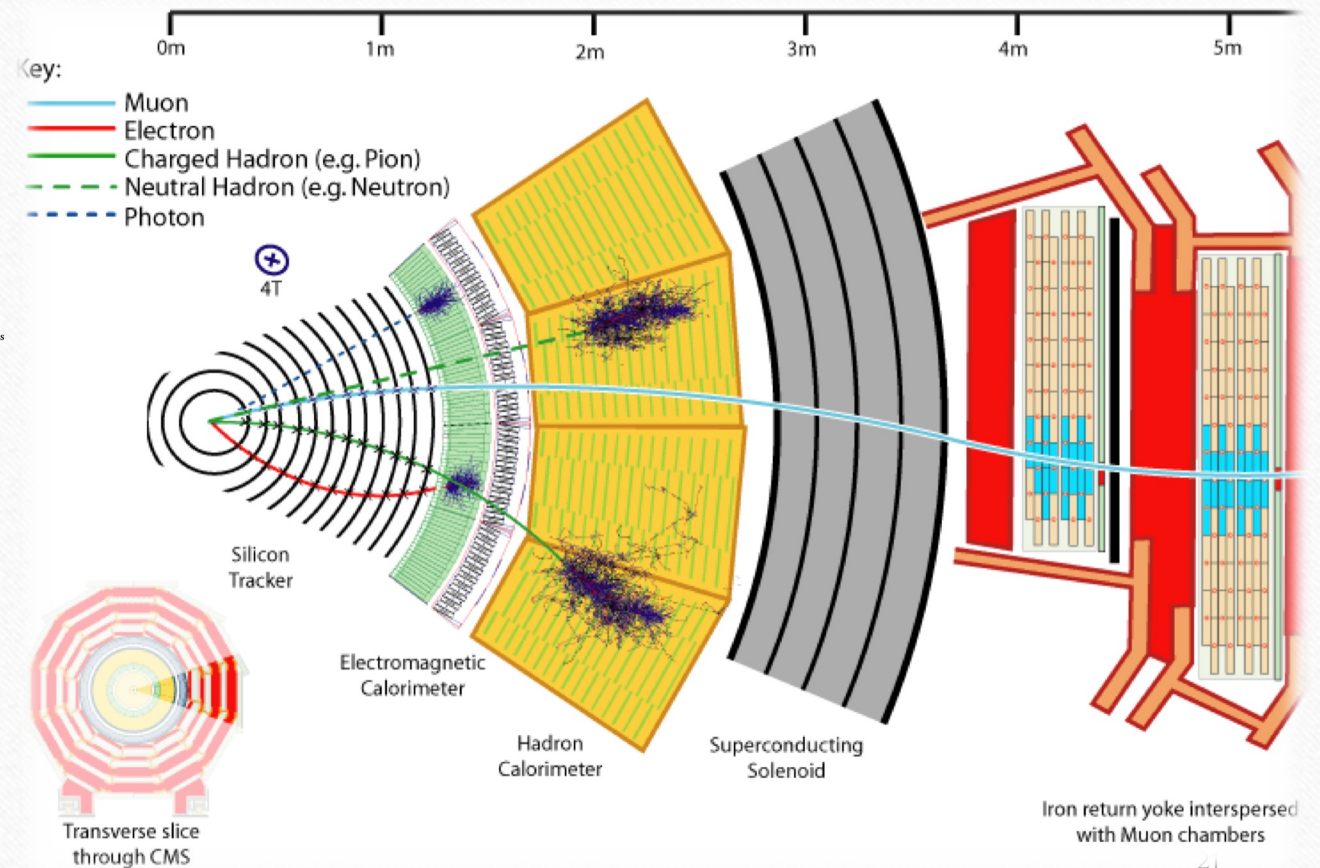 0m 1m 2m 3m 4m 5m
Key:
Muon
Electron
Charged Hadron (e.g. Pion)
Neutral Hadron (e.g. Neutron)
Photon
4T
s
Silicon
Tracker
Electromagnetic
Calorimeter
Hadron
Calorimeter
Superconducting
Solenoid
Iron return yoke interspersed
with Muon chambers
Transverse slice
through CMS